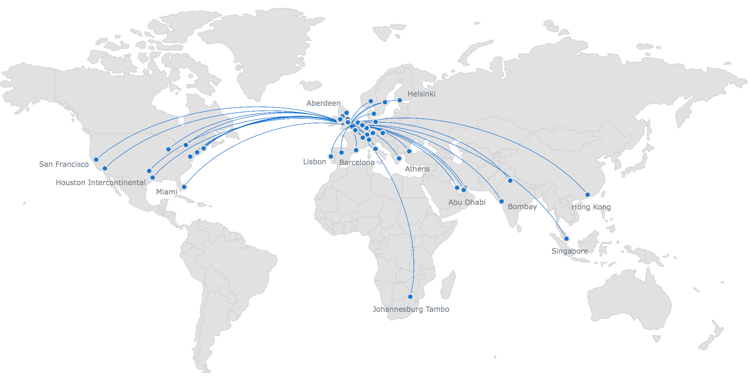 Helsinki
Aberdeen
San Francisco
Lisbon
Barcelona
Athens
Houston Intercontinental
Miami
Abu Dhabi
Bombay
Hong Kong
Singapore
Johannesburg Tambo